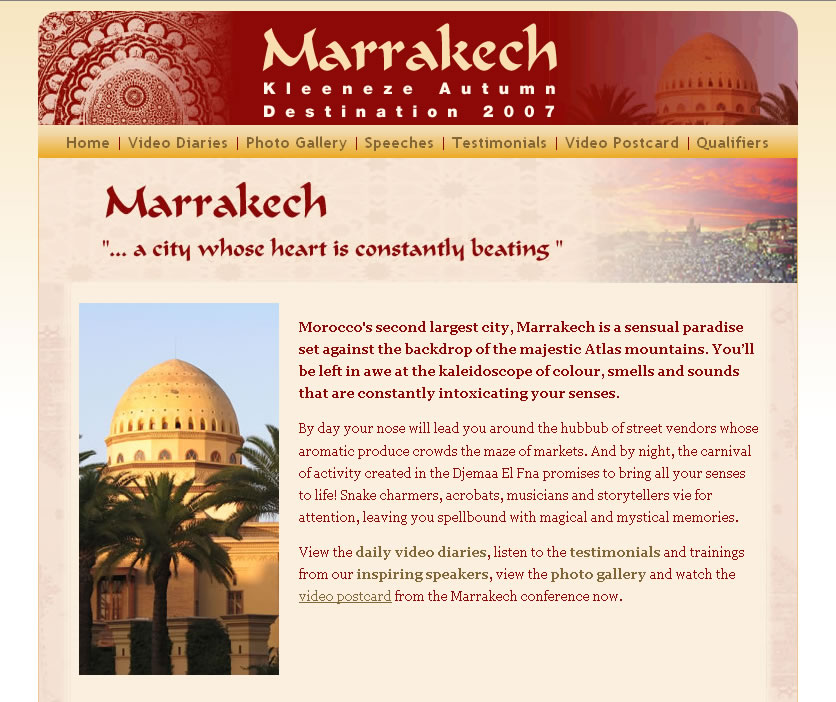 Marrakech
Kleeneze Autumn
Destination 2007
Home | Video Diaries | Photo Gallery | Speeches | Testimonials | Video Postcard | Qualifiers
Marrakech
"... a city whose heart is constantly beating "
Morocco's second largest city, Marrakech is a sensual paradise
set against the backdrop of the majestic Atlas mountains. You'll
be left in awe at the kaleidoscope of colour, smells and sounds
that are constantly intoxicating your senses.
By day your nose will lead you around the hubbub of street vendors whose
aromatic produce crowds the maze of markets. And by night, the carnival
of activity created in the Djemaa El Fna promises to bring all your senses
to life! Snake charmers, acrobats, musicians and storytellers vie for
attention, leaving you spellbound with magical and mystical memories.
View the daily video diaries, listen to the testimonials and trainings
from our inspiring speakers, view the photo gallery and watch the
video postcard from the Marrakech conference now.